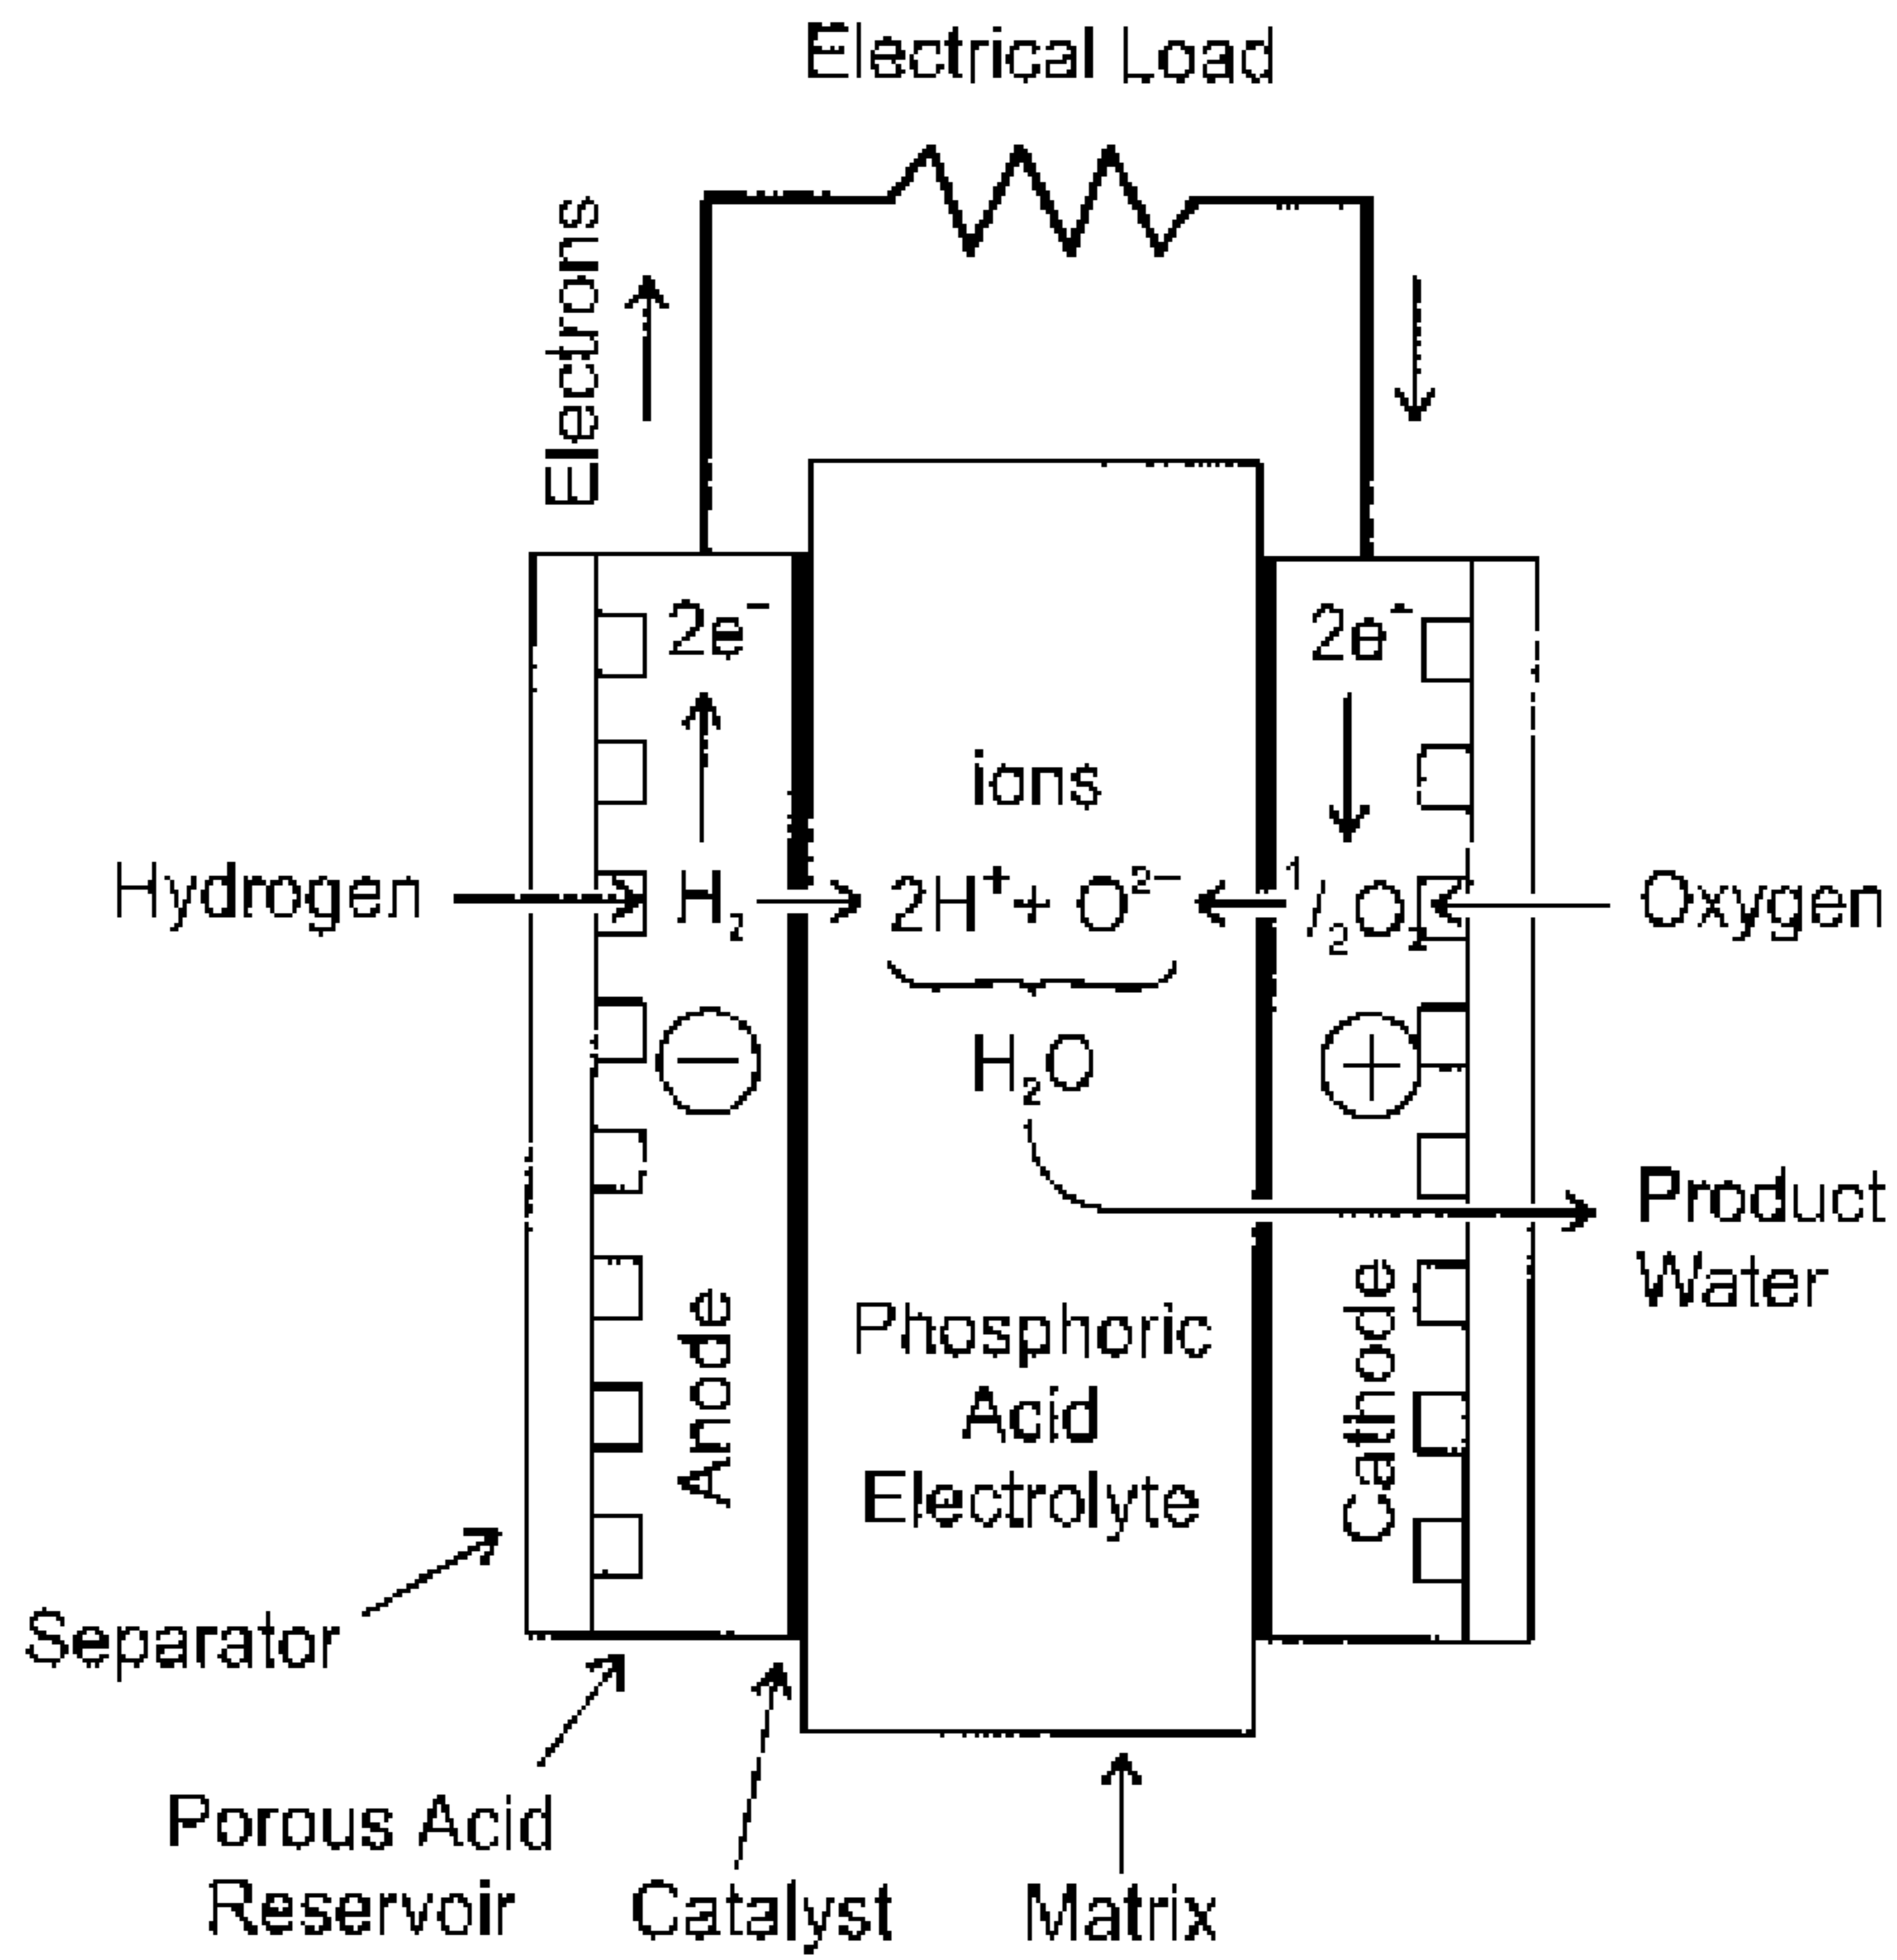 Electrical Load
Electrons
2e⁻
2e⁻
ions
Hydrogen
H₂
2H⁺ + O²⁻
¹/₂O₂
Oxygen
−
H₂O
+
Product
Water
Anode
Phosphoric
Acid
Electrolyte
Cathode
Separator
Porous Acid
Reservoir
Catalyst
Matrix